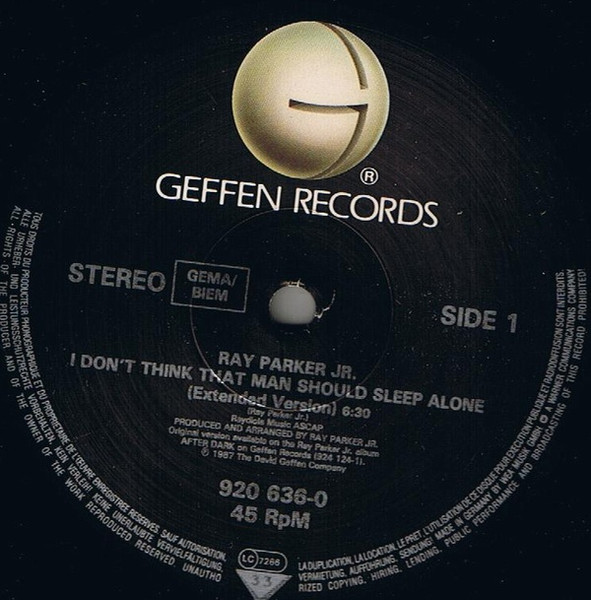 ®
GEFFEN RECORDS
STEREO
GEMA/
BIEM
SIDE 1
RAY PARKER JR.
I DON'T THINK THAT MAN SHOULD SLEEP ALONE
(Extended Version) 6:30
(Ray Parker Jr.)
Raydiola Music ASCAP
PRODUCED AND ARRANGED BY RAY PARKER JR.
Original version available on the Ray Parker Jr. album
AFTER DARK on Geffen Records (924 124-1).
℗ 1987 The David Geffen Company
920 636-0
45 RpM
LC 7266
33
TOUS DROITS DU PRODUCTEUR PHONOGRAPHIQUE ET DU PROPRIETAIRE DE L'ŒUVRE ENREGISTREE RESERVES. SAUF AUTORISATION,
LA DUPLICATION, LA LOCATION, LE PRET, L'UTILISATION DE CE DISQUE POUR EXECUTION PUBLIQUE ET RADIODIFFUSION SONT INTERDITS.
ALLE URHEBER- UND LEISTUNGSSCHUTZRECHTE VORBEHALTEN. KEIN VERLEIH! KEINE UNERLAUBTE VERVIELFÄLTIGUNG,
VERMIETUNG, AUFFÜHRUNG, SENDUNG! MADE IN GERMANY BY WEA MUSIK GMBH A WARNER COMMUNICATIONS COMPANY
ALL RIGHTS OF THE PRODUCER AND OF THE OWNER OF THE WORK REPRODUCED RESERVED. UNAUTHO
RIZED COPYING, HIRING, LENDING, PUBLIC PERFORMANCE AND BROADCASTING OF THIS RECORD PROHIBITED!